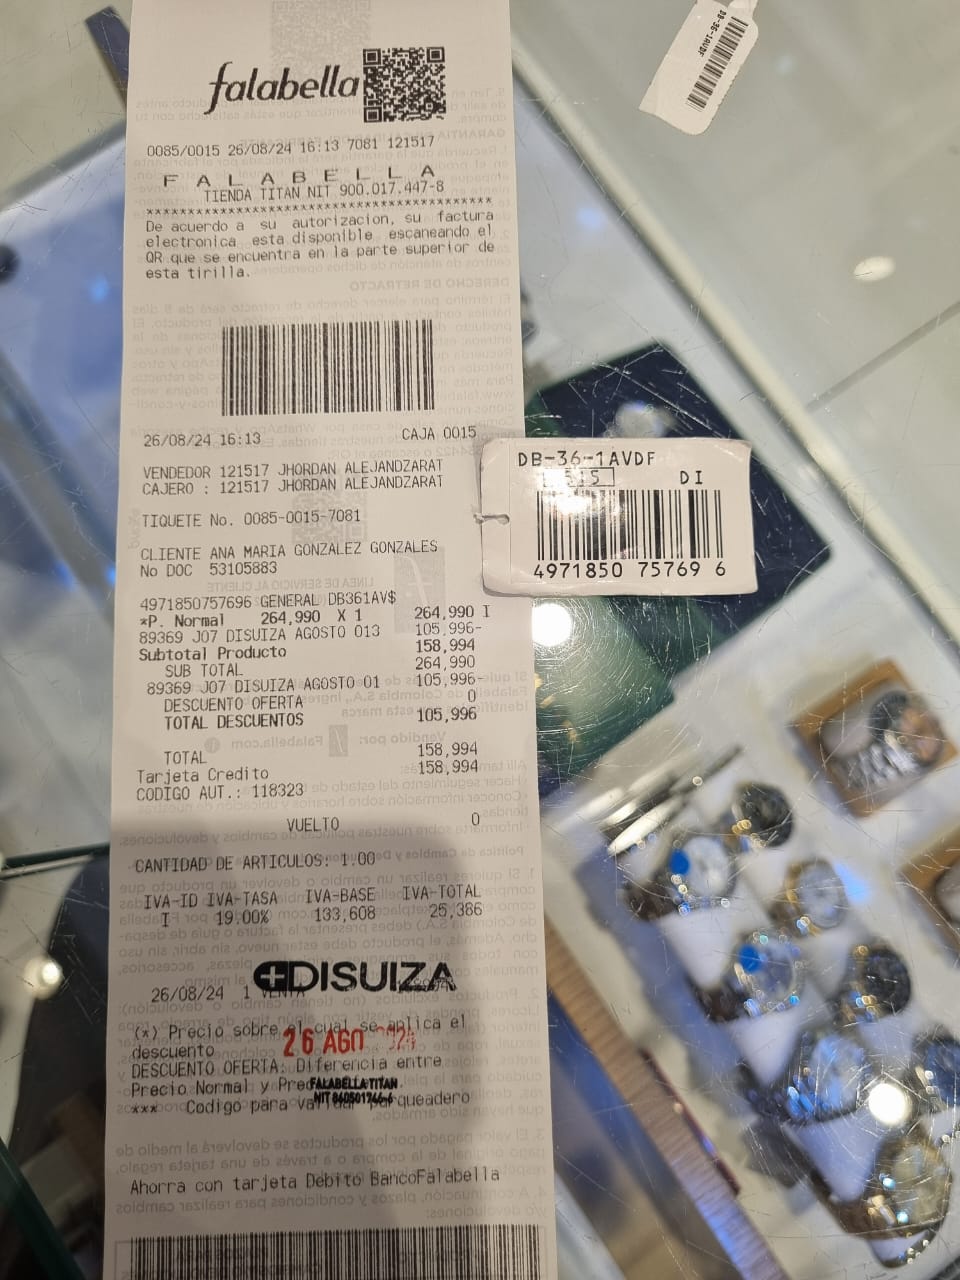 falabella
0085/0015 26/08/24 16:13 7081 121517
F A L A B E L L A
TIENDA TITAN NIT 900.017.447-8
******************************************
De acuerdo a su autorizacion, su factura
electronica esta disponible escaneando el
QR que se encuentra en la parte superior de
esta tirilla.
26/08/24 16:13 CAJA 0015
VENDEDOR 121517 JHORDAN ALEJANDZARAT
CAJERO : 121517 JHORDAN ALEJANDZARAT
TIQUETE No. 0085-0015-7081
CLIENTE ANA MARIA GONZALEZ GONZALES
No DOC 53105883
4971850757696 GENERAL DB361AV$
*P. Normal 264,990 X 1 264,990 I
89369 J07 DISUIZA AGOSTO 013 105,996-
Subtotal Producto 158,994
SUB TOTAL 264,990
89369 J07 DISUIZA AGOSTO 01 105,996-
DESCUENTO OFERTA 0
TOTAL DESCUENTOS 105,996
TOTAL 158,994
Tarjeta Credito 158,994
CODIGO AUT.: 118323
VUELTO 0
CANTIDAD DE ARTICULOS: 1.00
IVA-ID IVA-TASA IVA-BASE IVA-TOTAL
I 19.00% 133,608 25,386
DISUIZA
26/08/24 1 VENTA
(*) Precio sobre el cual se aplica el
descuento
26 AGO 2024
DESCUENTO OFERTA: Diferencia entre
Precio Normal y
FALABELLA TITAN
NIT 860501746-6
*** Codigo para validar parqueadero
Ahorra con tarjeta Debito BancoFalabella
DB-36-1AVDF
515 DI
4971850 75769 6
DB-36-1AVDF